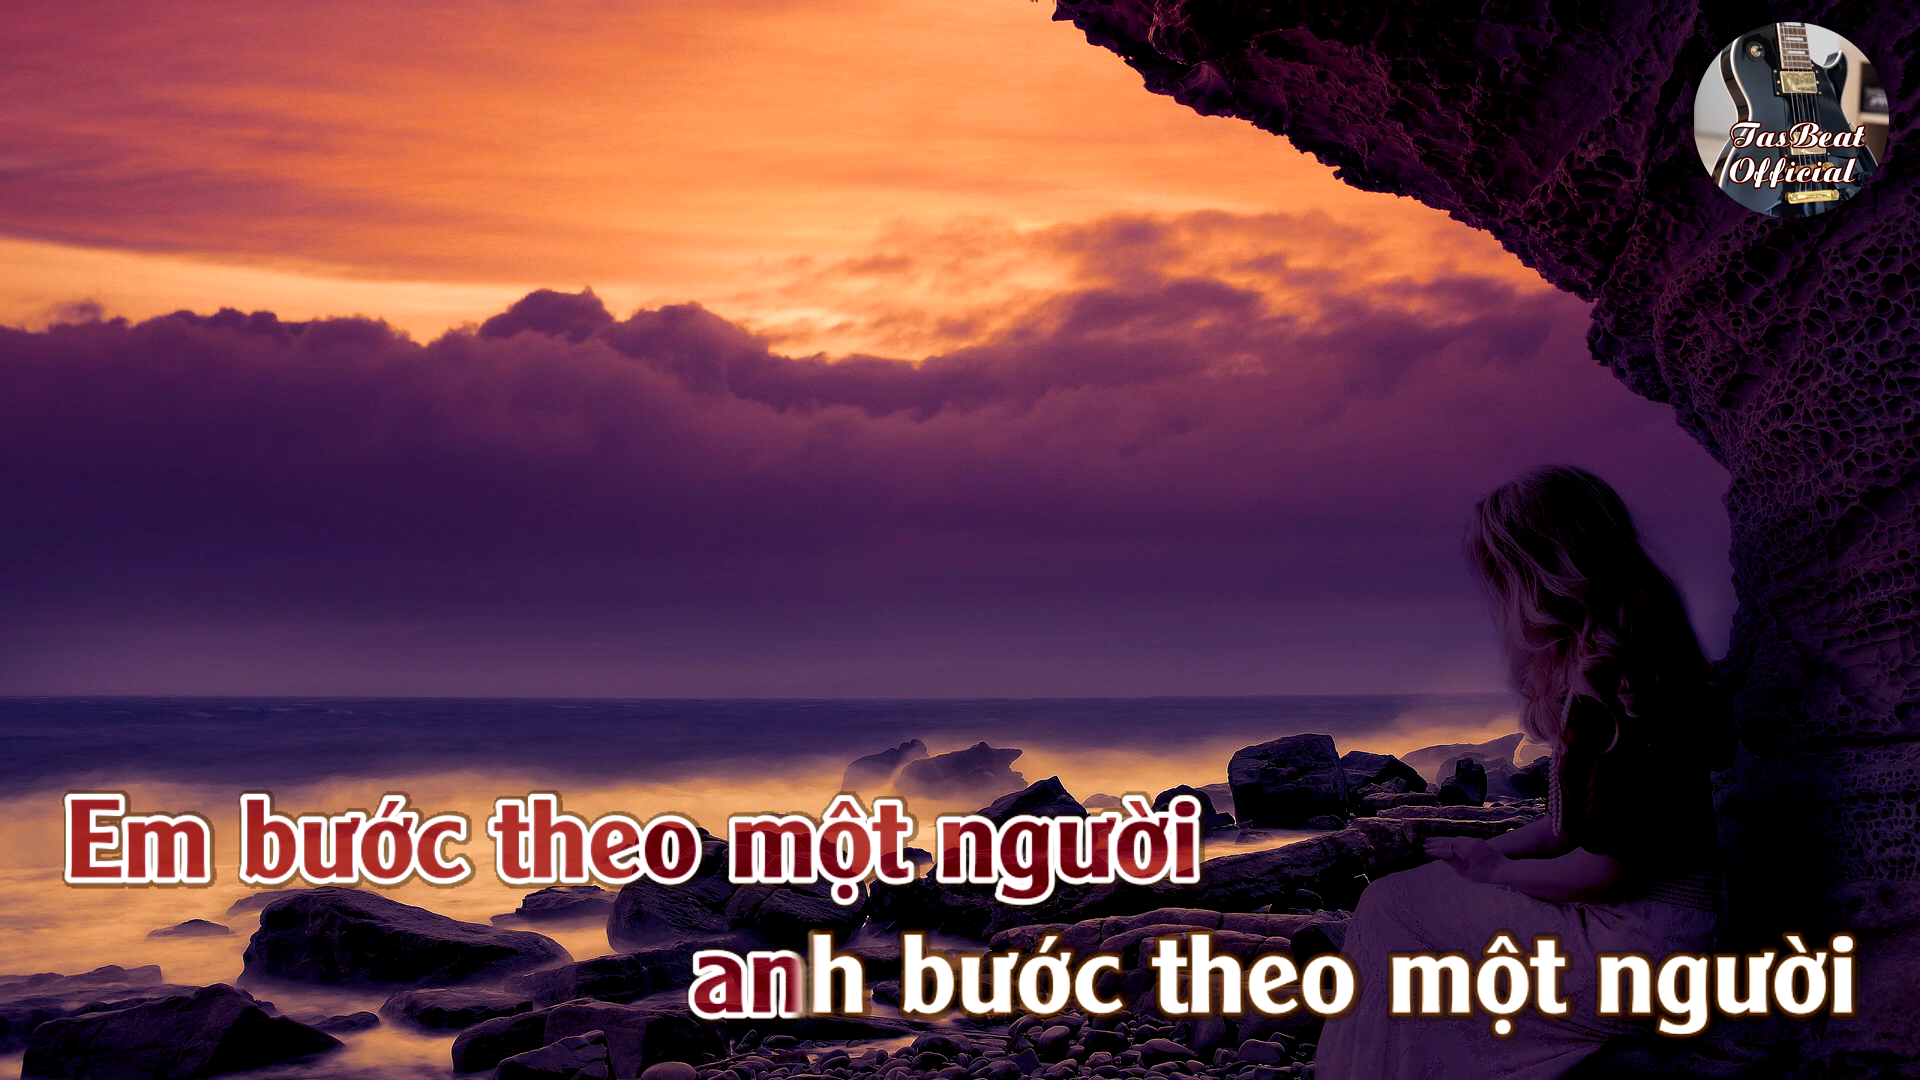 TasBeat
Official
Em bước theo một người
anh bước theo một người